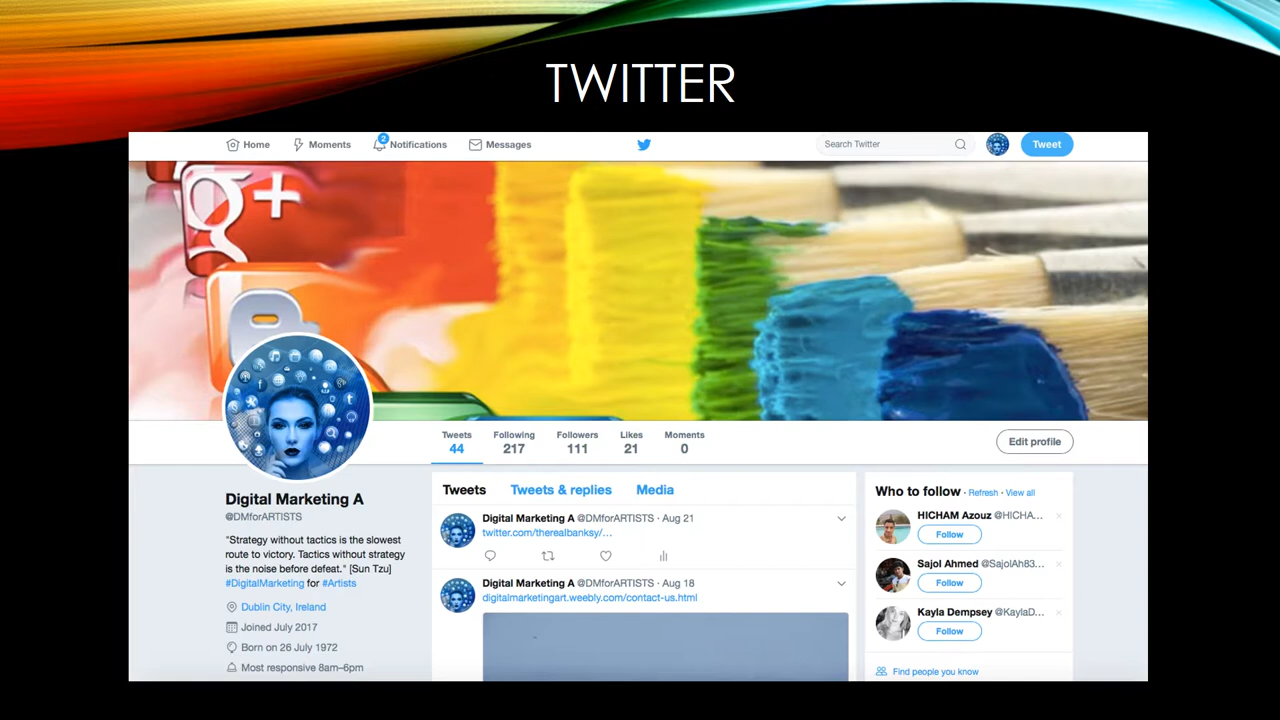 TWITTER
Home Moments 2 Notifications Messages Search Twitter Tweet
g+
Tweets Following Followers Likes Moments
44 217 111 21 0
Edit profile
Digital Marketing A
@DMforARTISTS
"Strategy without tactics is the slowest
route to victory. Tactics without strategy
is the noise before defeat." [Sun Tzu]
#DigitalMarketing for #Artists
Dublin City, Ireland
Joined July 2017
Born on 26 July 1972
Most responsive 8am–6pm
Tweets Tweets & replies Media
Digital Marketing A @DMforARTISTS · Aug 21
twitter.com/therealbanksy/…
Digital Marketing A @DMforARTISTS · Aug 18
digitalmarketingart.weebly.com/contact-us.html
Who to follow · Refresh · View all
HICHAM Azouz @HICHA...
Follow
Sajol Ahmed @SajolAh83...
Follow
Kayla Dempsey @KaylaD...
Follow
Find people you know